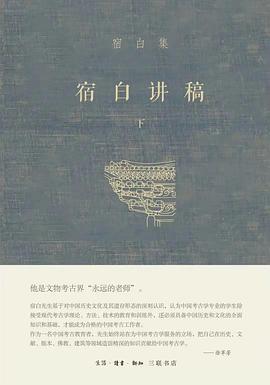 宿白集
宿白讲稿
下
他是文物考古界“永远的老师”。
宿白先生基于对中国历史文化及其遗存形态的深刻认识，认为中国考古学专业的学生除
接受现代考古学理论、方法、技术的教育和训练外，还必须具备中国历史和文化的全面
知识和基础，才能成为合格的中国考古工作者。
作为一名中国考古教育者，先生始终站在为中国考古学服务的立场，把自己在历史、文
献、版本、佛教、建筑等领域造诣精深的知识贡献给中国考古学。
——徐苹芳
生活·读书·新知 三联书店